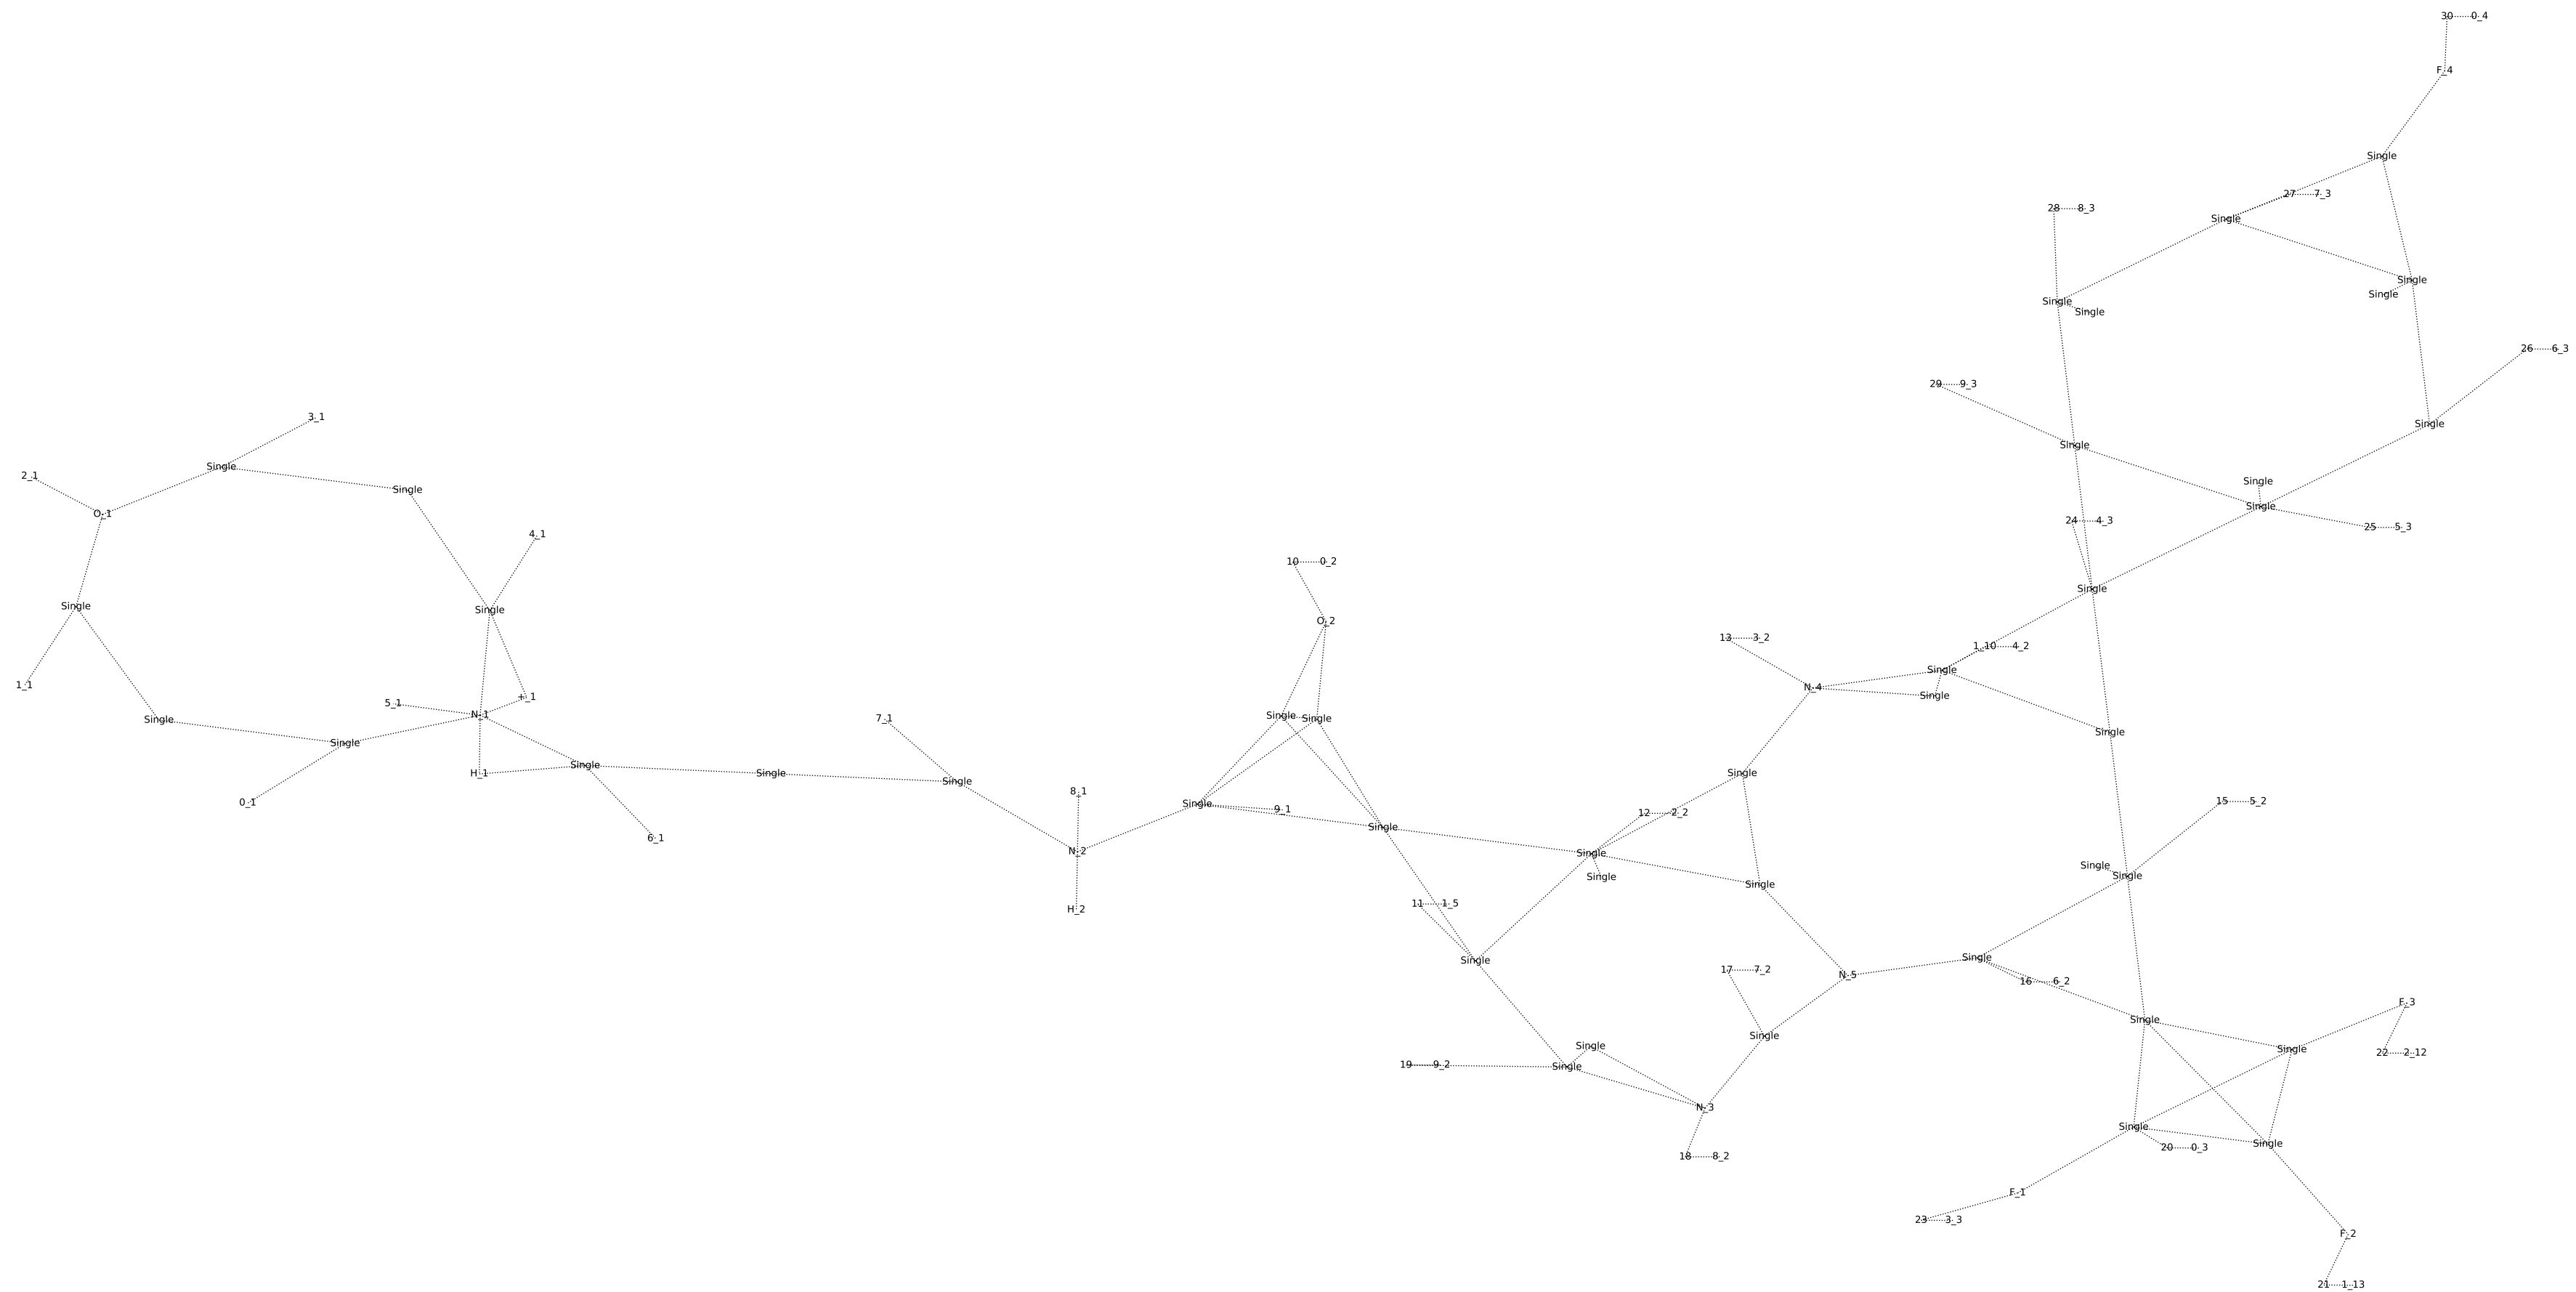 30 0_4
F_4
Single
27 7_3
28 8_3
Single
Single
Single
Single
Single
26 6_3
29 9_3
3_1
Single
Single
Single
2_1
Single
Single
Single
O_1
24 4_3
25 5_3
4_1
10 0_2
Single
Single
Single
O_2
13 3_2
1_10 4_2
Single
1_1
N_4
Single
+_1
5_1
N_1
Single
7_1
Single
Single
Single
Single
H_1
Single
Single
Single
Single
8_1
15 5_2
0_1
Single
9_1
12 2_2
Single
6_1
N_2
Single
Single
Single
Single
Single
11 1_5
H_2
Single
Single
17 7_2
N_5
16 6_2
F_3
Single
Single
Single
Single
22 2_12
19 9_2
Single
N_3
Single
Single
20 0_3
18 8_2
F_1
23 3_3
F_2
21 1_13